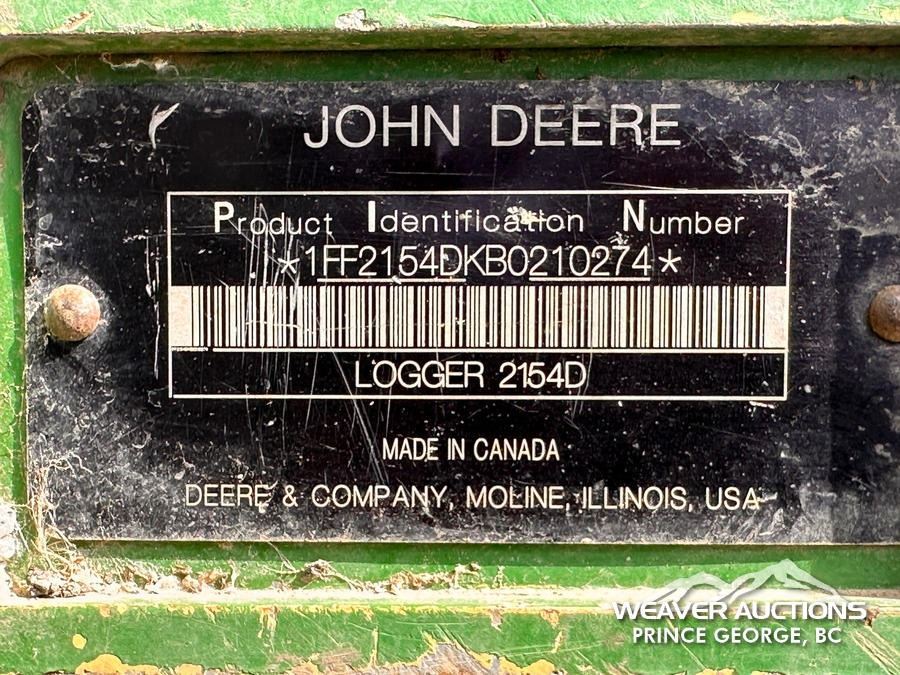 JOHN DEERE
Product Identification Number
*1FF2154DKB0210274*
LOGGER 2154D
MADE IN CANADA
DEERE & COMPANY, MOLINE, ILLINOIS, USA
WEAVER AUCTIONS
PRINCE GEORGE, BC